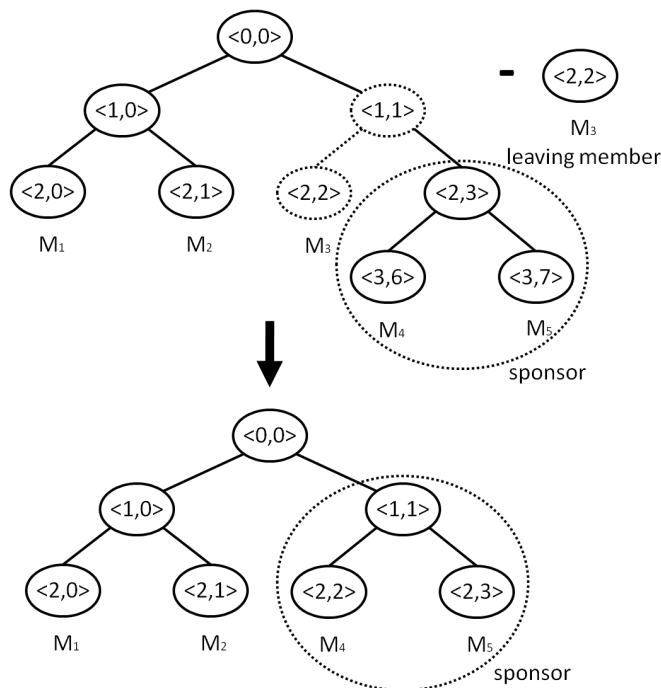 <0,0>
<1,0> <1,1> - <2,2>
M₃
leaving member
<2,0> <2,1> <2,2> <2,3>
M₁ M₂ M₃
<3,6> <3,7>
M₄ M₅
sponsor
<0,0>
<1,0> <1,1>
<2,0> <2,1> <2,2> <2,3>
M₁ M₂ M₄ M₅
sponsor